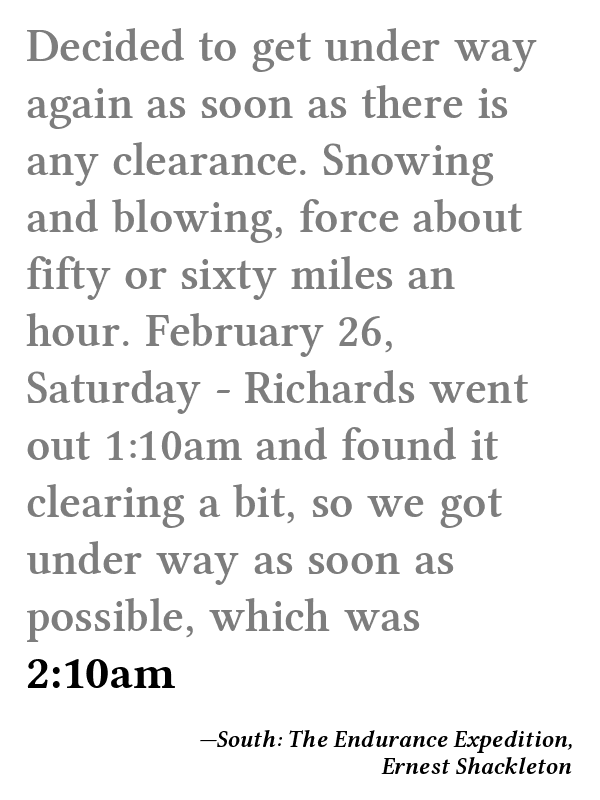 Decided to get under way
again as soon as there is
any clearance. Snowing
and blowing, force about
fifty or sixty miles an
hour. February 26,
Saturday - Richards went
out 1:10am and found it
clearing a bit, so we got
under way as soon as
possible, which was
2:10am
—South: The Endurance Expedition,
Ernest Shackleton